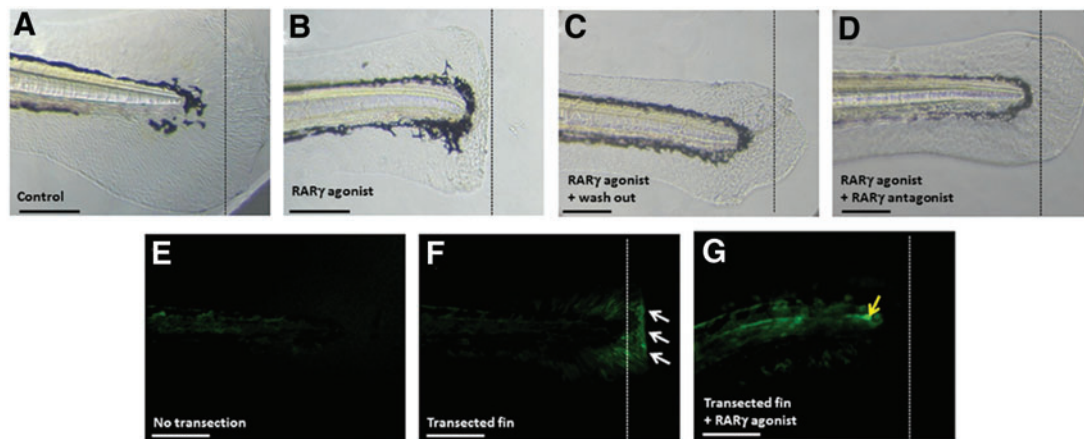 A
Control
B
RARγ agonist
C
RARγ agonist
+ wash out
D
RARγ agonist
+ RARγ antagonist
E
No transection
F
Transected fin
G
Transected fin
+ RARγ agonist